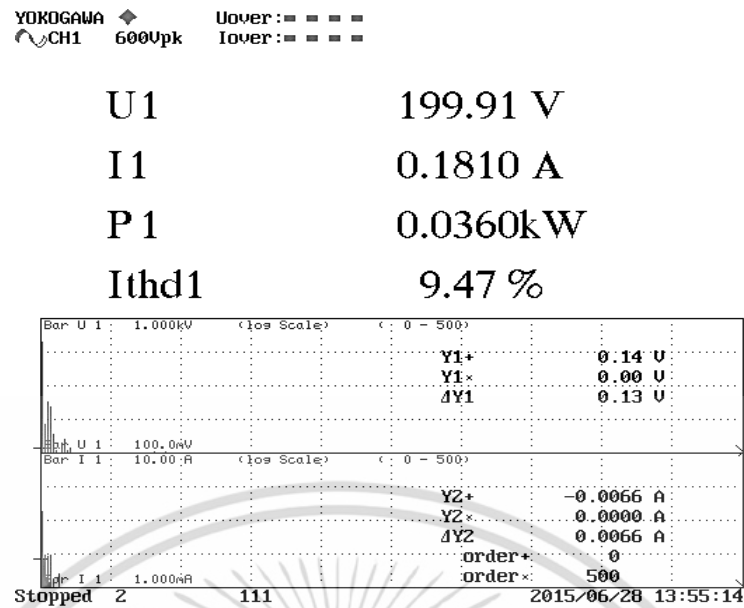 YOKOGAWA ◆ Uover:■ ■ ■ ■
CH1 600Vpk Iover:■ ■ ■ ■
U1 199.91 V
I1 0.1810 A
P1 0.0360kW
Ithd1 9.47 %
Bar U 1 : 1.000kV (log Scale) ( : 0 - 500)
Y1+ 0.14 V
Y1× 0.00 V
ΔY1 0.13 V
Bar U 1 100.0mV
Bar I 1 : 10.00 A (log Scale) ( : 0 - 500)
Y2+ -0.0066 A
Y2× 0.0000 A
ΔY2 0.0066 A
order+ 0
Bar I 1 : 1.000mA order× 500
Stopped 2 111 2015/06/28 13:55:14